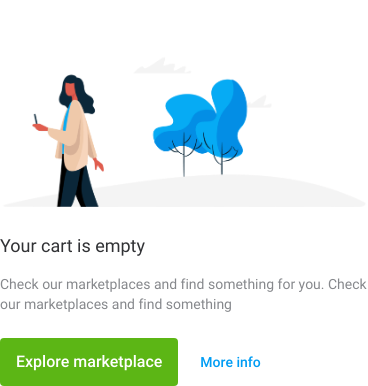 Your cart is empty
Check our marketplaces and find something for you. Check
our marketplaces and find something
Explore marketplace
More info